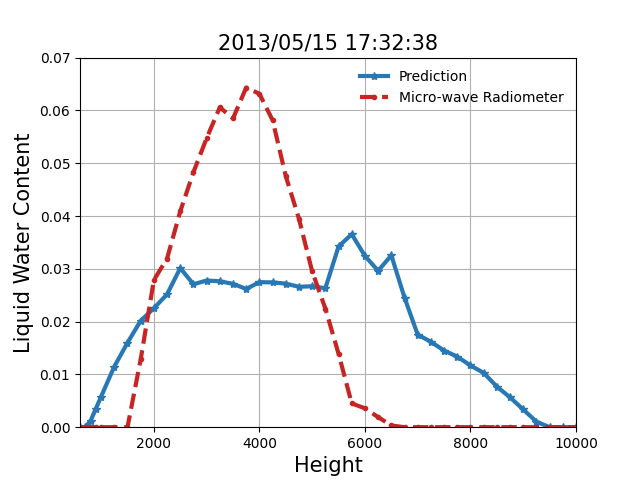 2013/05/15 17:32:38
0.07
0.06
0.05
0.04
0.03
0.02
0.01
0.00
Liquid Water Content
Prediction
Micro-wave Radiometer
2000 4000 6000 8000 10000
Height